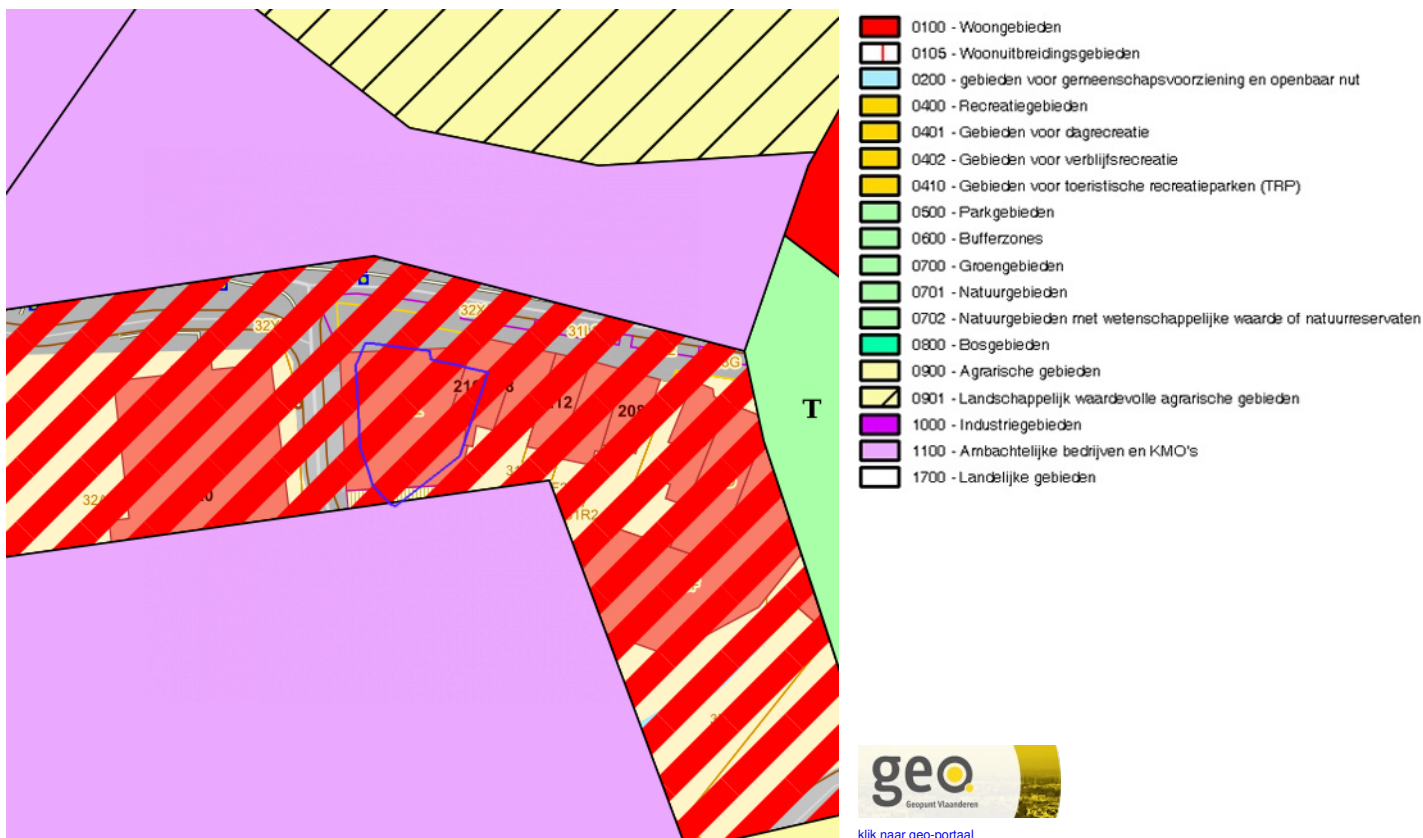 0100 - Woongebieden
0105 - Woonuitbreidingsgebieden
0200 - gebieden voor gemeenschapsvoorziening en openbaar nut
0400 - Recreatiegebieden
0401 - Gebieden voor dagrecreatie
0402 - Gebieden voor verblijfsrecreatie
0410 - Gebieden voor toeristische recreatieparken (TRP)
0500 - Parkgebieden
0600 - Bufferzones
0700 - Groengebieden
0701 - Natuurgebieden
0702 - Natuurgebieden met wetenschappelijke waarde of natuurreservaten
0800 - Bosgebieden
0900 - Agrarische gebieden
0901 - Landschappelijk waardevolle agrarische gebieden
1000 - Industriegebieden
1100 - Ambachtelijke bedrijven en KMO's
1700 - Landelijke gebieden
32X
T
208
geo.
Geopunt Vlaanderen
klik naar geo-portaal